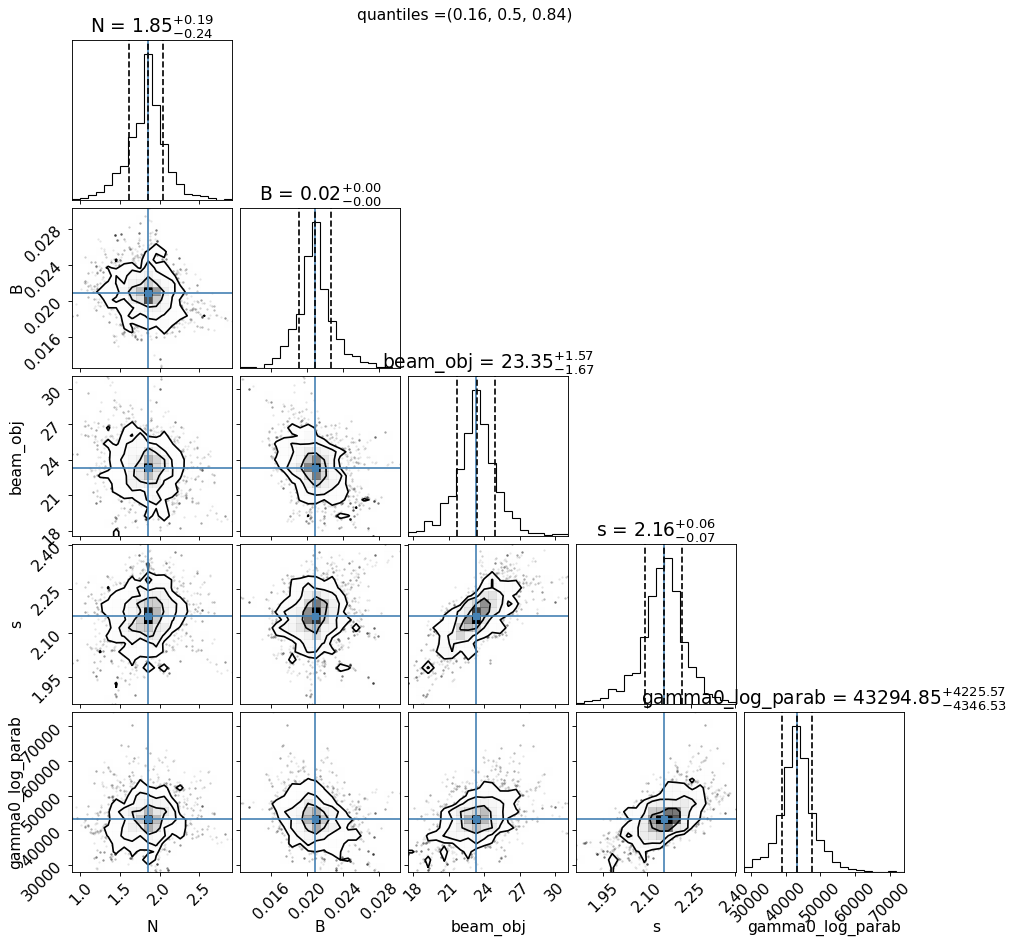 quantiles =(0.16, 0.5, 0.84)
N = 1.85+0.19−0.24
B = 0.02+0.00−0.00
0.028
0.024
0.020
0.016
B
beam_obj = 23.35+1.57−1.67
30
27
24
21
18
beam_obj
s = 2.16+0.06−0.07
2.40
2.25
2.10
1.95
s
gamma0_log_parab = 43294.85+4225.57−4346.53
70000
60000
50000
40000
30000
gamma0_log_parab
1.0 1.5 2.0 2.5
0.016 0.020 0.024 0.028
18 21 24 27 30
1.95 2.10 2.25 2.40
30000 40000 50000 60000 70000
N B beam_obj s gamma0_log_parab